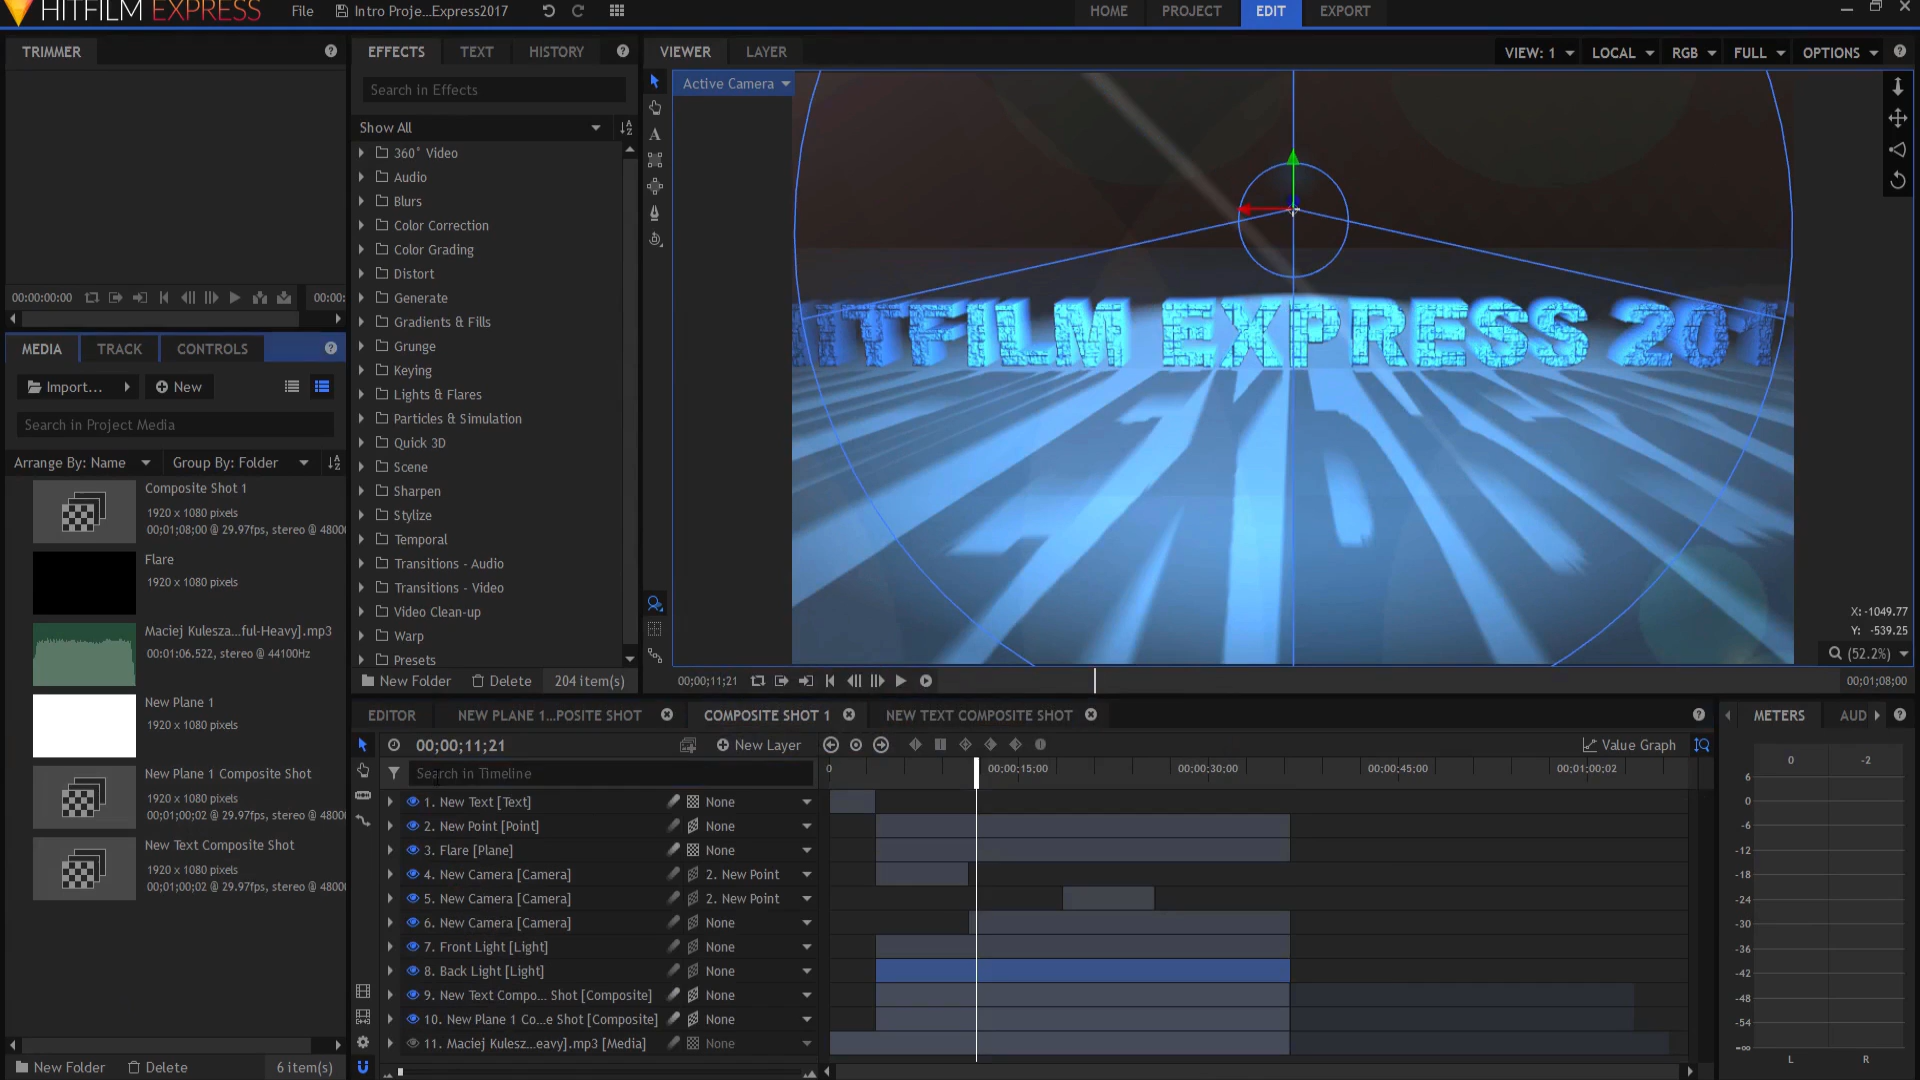 HITFILM EXPRESS
File
Intro Proje...Express2017
HOME
PROJECT
EDIT
EXPORT
TRIMMER
EFFECTS
TEXT
HISTORY
VIEWER
LAYER
VIEW: 1
LOCAL
RGB
FULL
OPTIONS
Search in Effects
Active Camera
Show All
360° Video
Audio
Blurs
Color Correction
Color Grading
Distort
Generate
Gradients & Fills
Grunge
Keying
Lights & Flares
Particles & Simulation
Quick 3D
Scene
Sharpen
Stylize
Temporal
Transitions - Audio
Transitions - Video
Video Clean-up
Warp
Presets
New Folder
Delete
204 item(s)
00:00:00:00
00:00:
MEDIA
TRACK
CONTROLS
Import...
New
Search in Project Media
Arrange By: Name
Group By: Folder
Composite Shot 1
1920 x 1080 pixels
00;01;08;00 @ 29.97fps, stereo @ 4800
Flare
1920 x 1080 pixels
Maciej Kulesza...ful-Heavy].mp3
00:01:06.522, stereo @ 44100Hz
New Plane 1
1920 x 1080 pixels
New Plane 1 Composite Shot
1920 x 1080 pixels
00;01;00;02 @ 29.97fps, stereo @ 4800
New Text Composite Shot
1920 x 1080 pixels
00;01;00;02 @ 29.97fps, stereo @ 4800
New Folder
Delete
6 item(s)
HITFILM EXPRESS 201
X: -1049.77
Y: -539.25
(52.2%)
00;00;11;21
00;01;08;00
EDITOR
NEW PLANE 1...POSITE SHOT
COMPOSITE SHOT 1
NEW TEXT COMPOSITE SHOT
00;00;11;21
New Layer
Value Graph
Search in Timeline
0
00;00;15;00
00;00;30;00
00;00;45;00
00;01;00;02
1. New Text [Text]
None
2. New Point [Point]
None
3. Flare [Plane]
None
4. New Camera [Camera]
2. New Point
5. New Camera [Camera]
2. New Point
6. New Camera [Camera]
None
7. Front Light [Light]
None
8. Back Light [Light]
None
9. New Text Compo... Shot [Composite]
None
10. New Plane 1 Co...e Shot [Composite]
None
11. Maciej Kulesz...eavy].mp3 [Media]
None
METERS
AUD
0
-2
6
0
-6
-12
-18
-24
-30
-36
-42
-48
-54
-∞
L
R